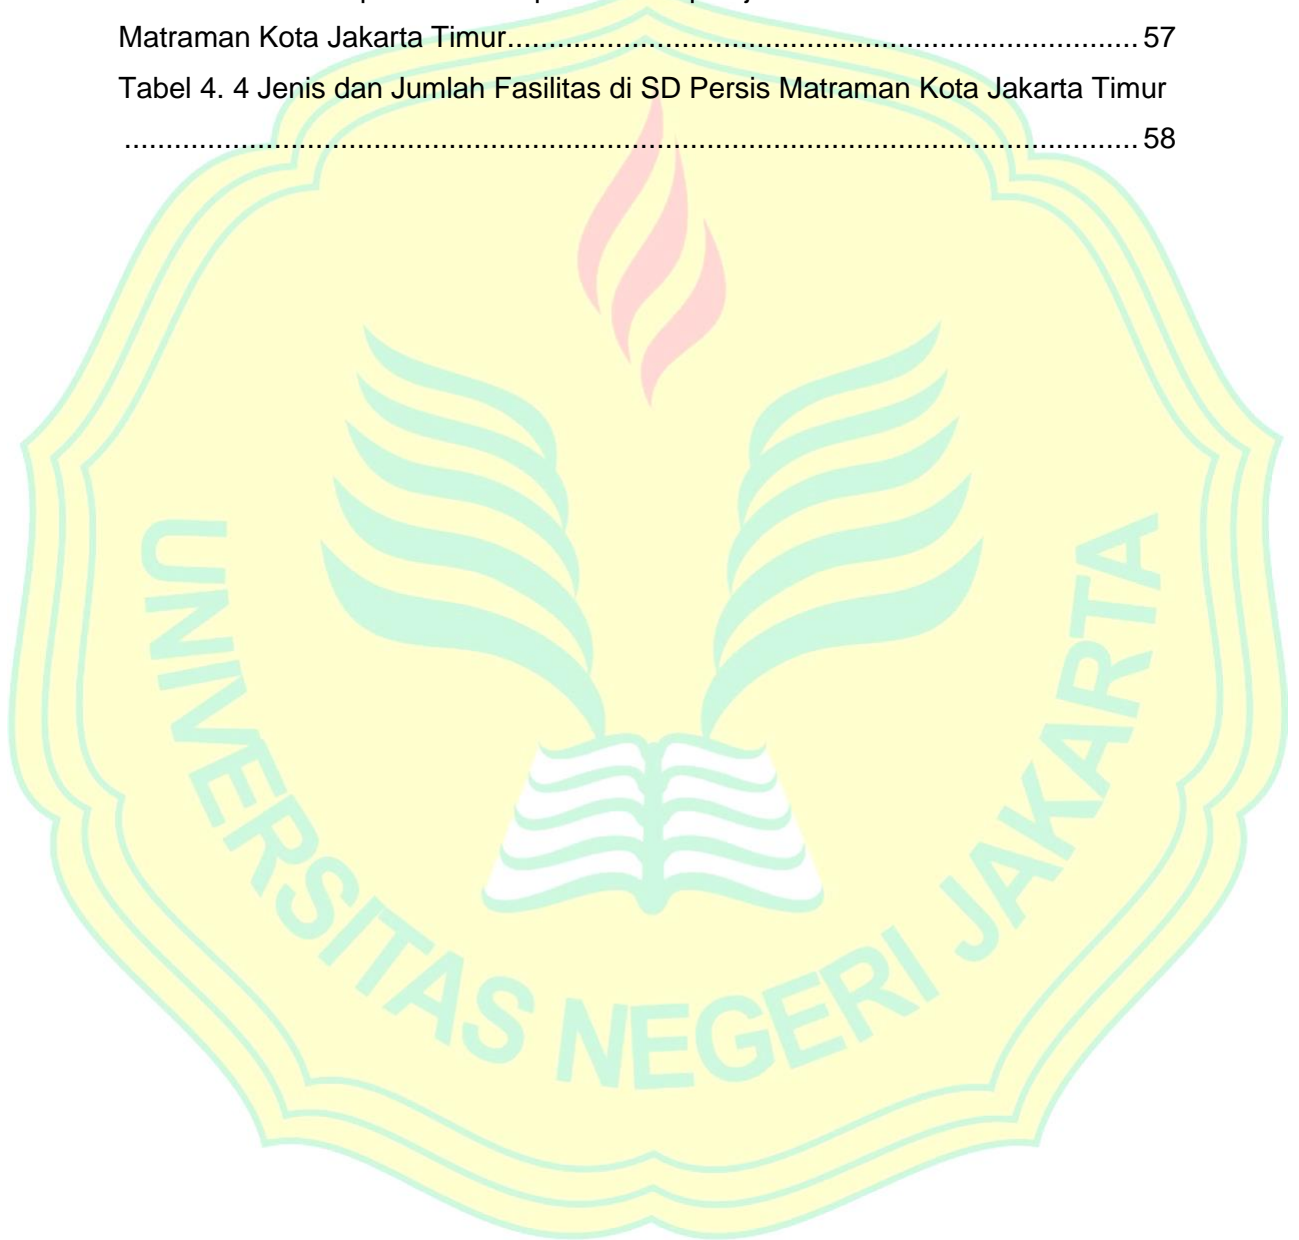 Matraman Kota Jakarta Timur............................................................................ 57
Tabel 4. 4 Jenis dan Jumlah Fasilitas di SD Persis Matraman Kota Jakarta Timur
.......................................................................................................................... 58
UNIVERSITAS NEGERI JAKARTA